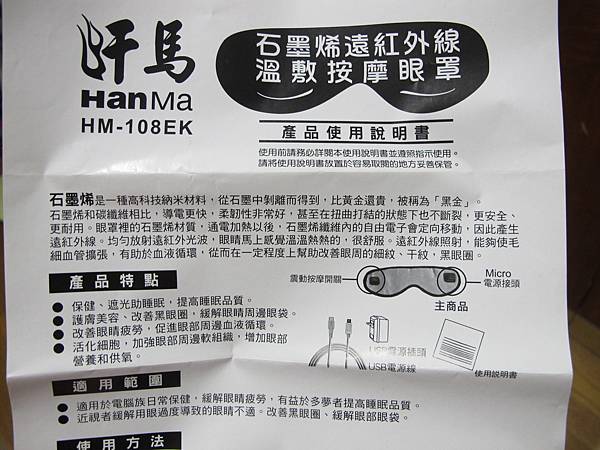 汗馬
HanMa
HM-108EK
石墨烯遠紅外線
溫敷按摩眼罩
產品使用說明書
使用前請務必詳閱本使用說明書並遵照指示使用。
請將使用說明書放置於容易取閱的地方妥善保管。
石墨烯是一種高科技納米材料，從石墨中剝離而得到，比黃金還貴，被稱為「黑金」。
石墨烯和碳纖維相比，導電更快，柔韌性非常好，甚至在扭曲打結的狀態下也不斷裂，更安全、
更耐用。眼罩裡的石墨烯材質，通電加熱以後，石墨烯纖維內的自由電子會定向移動，因此產生
遠紅外線。均勻放射遠紅外光波，眼睛馬上感覺溫溫熱熱的，很舒服。遠紅外線照射，能夠使毛
細血管擴張，有助於血液循環，從而在一定程度上幫助改善眼周的細紋、干紋，黑眼圈。
產品特點
● 保健、遮光助睡眠，提高睡眠品質。
● 護膚美容、改善黑眼圈，緩解眼睛周邊眼袋。
● 改善眼睛疲勞，促進眼部周邊血液循環。
● 活化細胞，加強眼部周邊軟組織，增加眼部
營養和供氧。
震動按摩開關
Micro
電源接頭
主商品
USB電源插頭
USB電源線
使用說明書
適用範圍
● 適用於電腦族日常保健，緩解眼睛疲勞，有益於多夢者提高睡眠品質。
● 近視者緩解用眼過度導致的眼睛不適。改善黑眼圈、緩解眼部眼袋。
使用方法